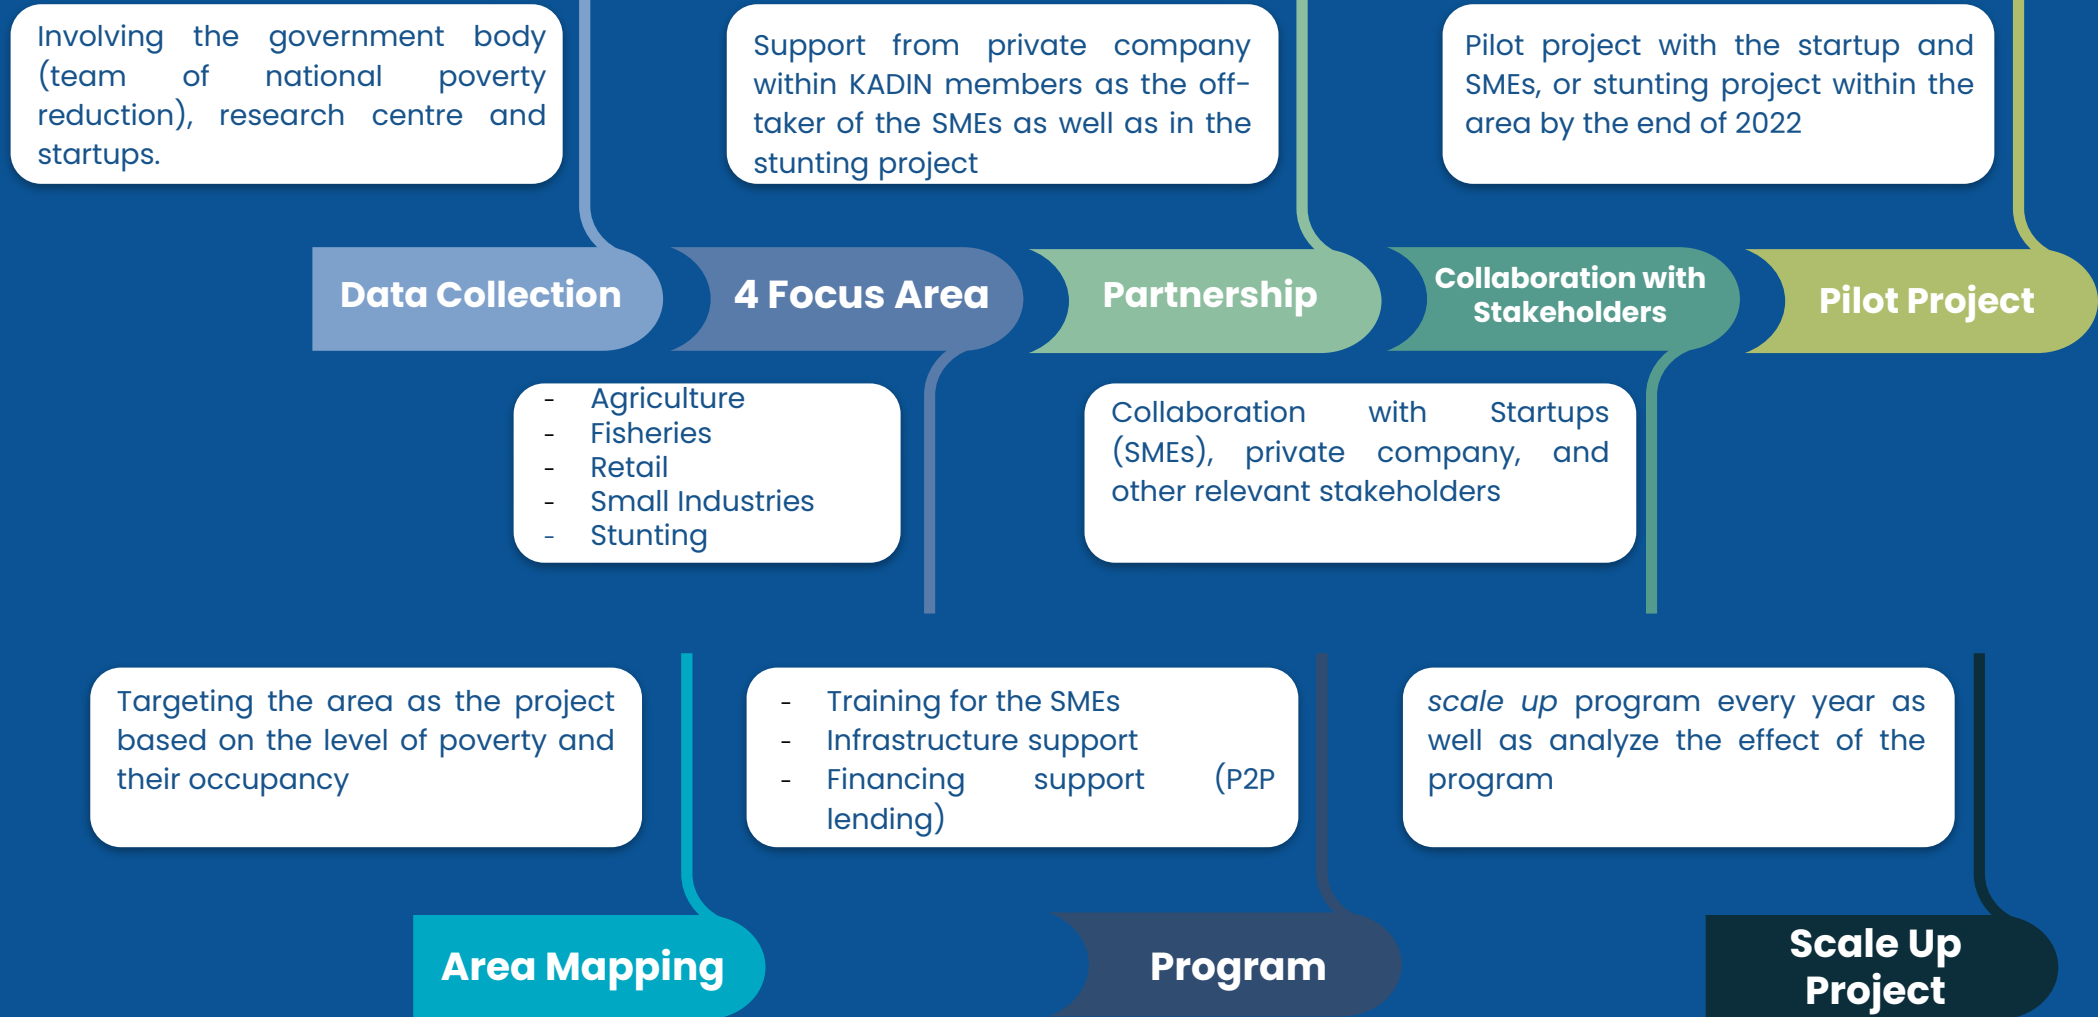 Involving the government body
(team of national poverty
reduction), research centre and
startups.
Support from private company
within KADIN members as the off-
taker of the SMEs as well as in the
stunting project
Pilot project with the startup and
SMEs, or stunting project within the
area by the end of 2022
Data Collection
4 Focus Area
Partnership
Collaboration with
Stakeholders
Pilot Project
- Agriculture
- Fisheries
- Retail
- Small Industries
- Stunting
Collaboration with Startups
(SMEs), private company, and
other relevant stakeholders
Targeting the area as the project
based on the level of poverty and
their occupancy
- Training for the SMEs
- Infrastructure support
- Financing support (P2P
lending)
scale up program every year as
well as analyze the effect of the
program
Area Mapping
Program
Scale Up
Project